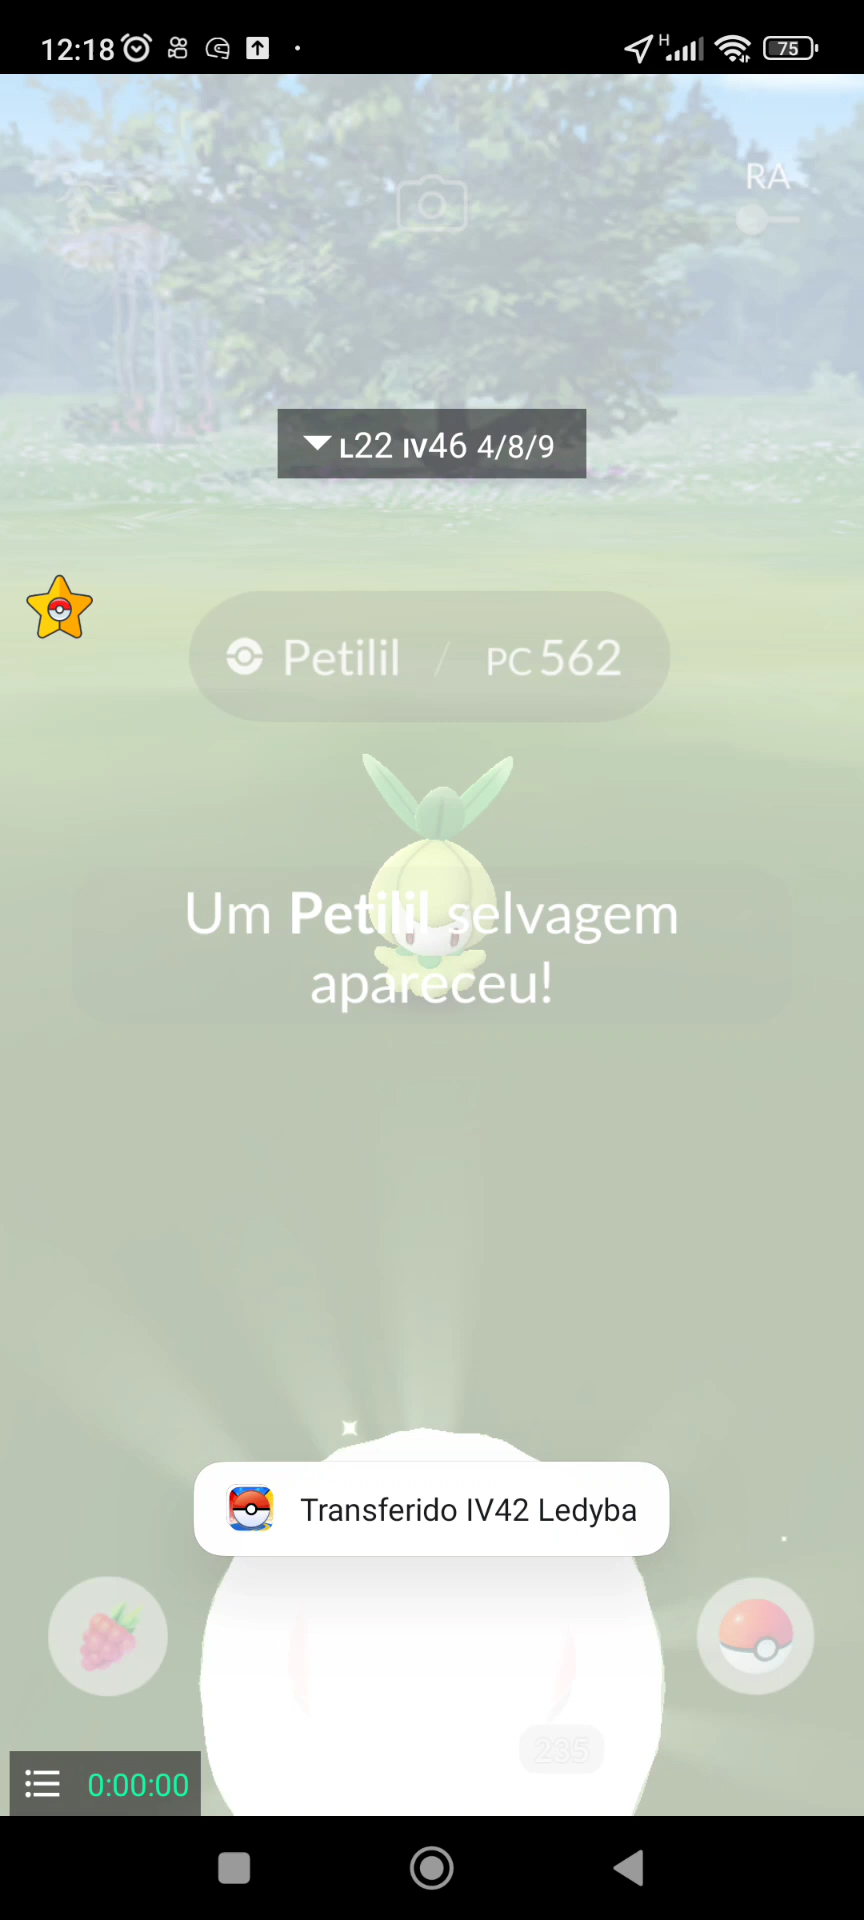 12:18
H
75
RA
L22 IV46 4/8/9
Petilil / PC 562
Um Petilil selvagem
apareceu!
Transferido IV42 Ledyba
235
0:00:00